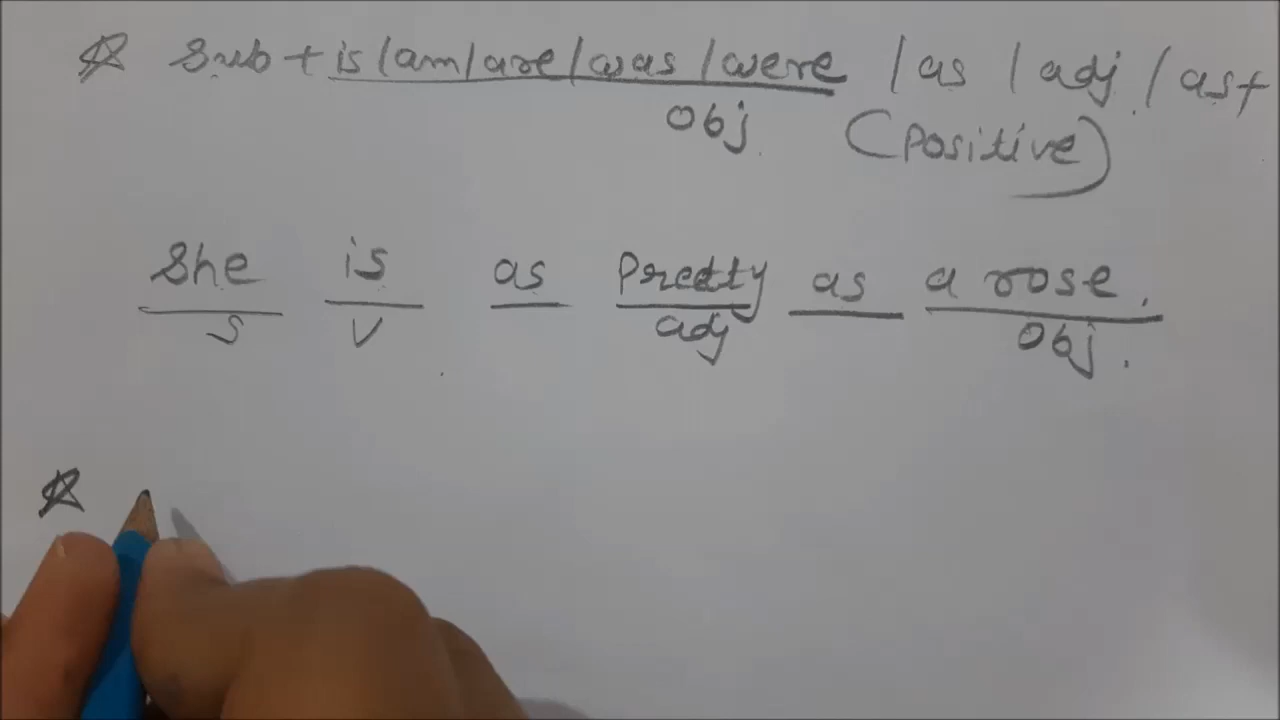 ☆ Sub + is/am/are/was/were /as / adj / as+
obj. (Positive)
She is as Pretty as a rose.
S V adj obj.
☆